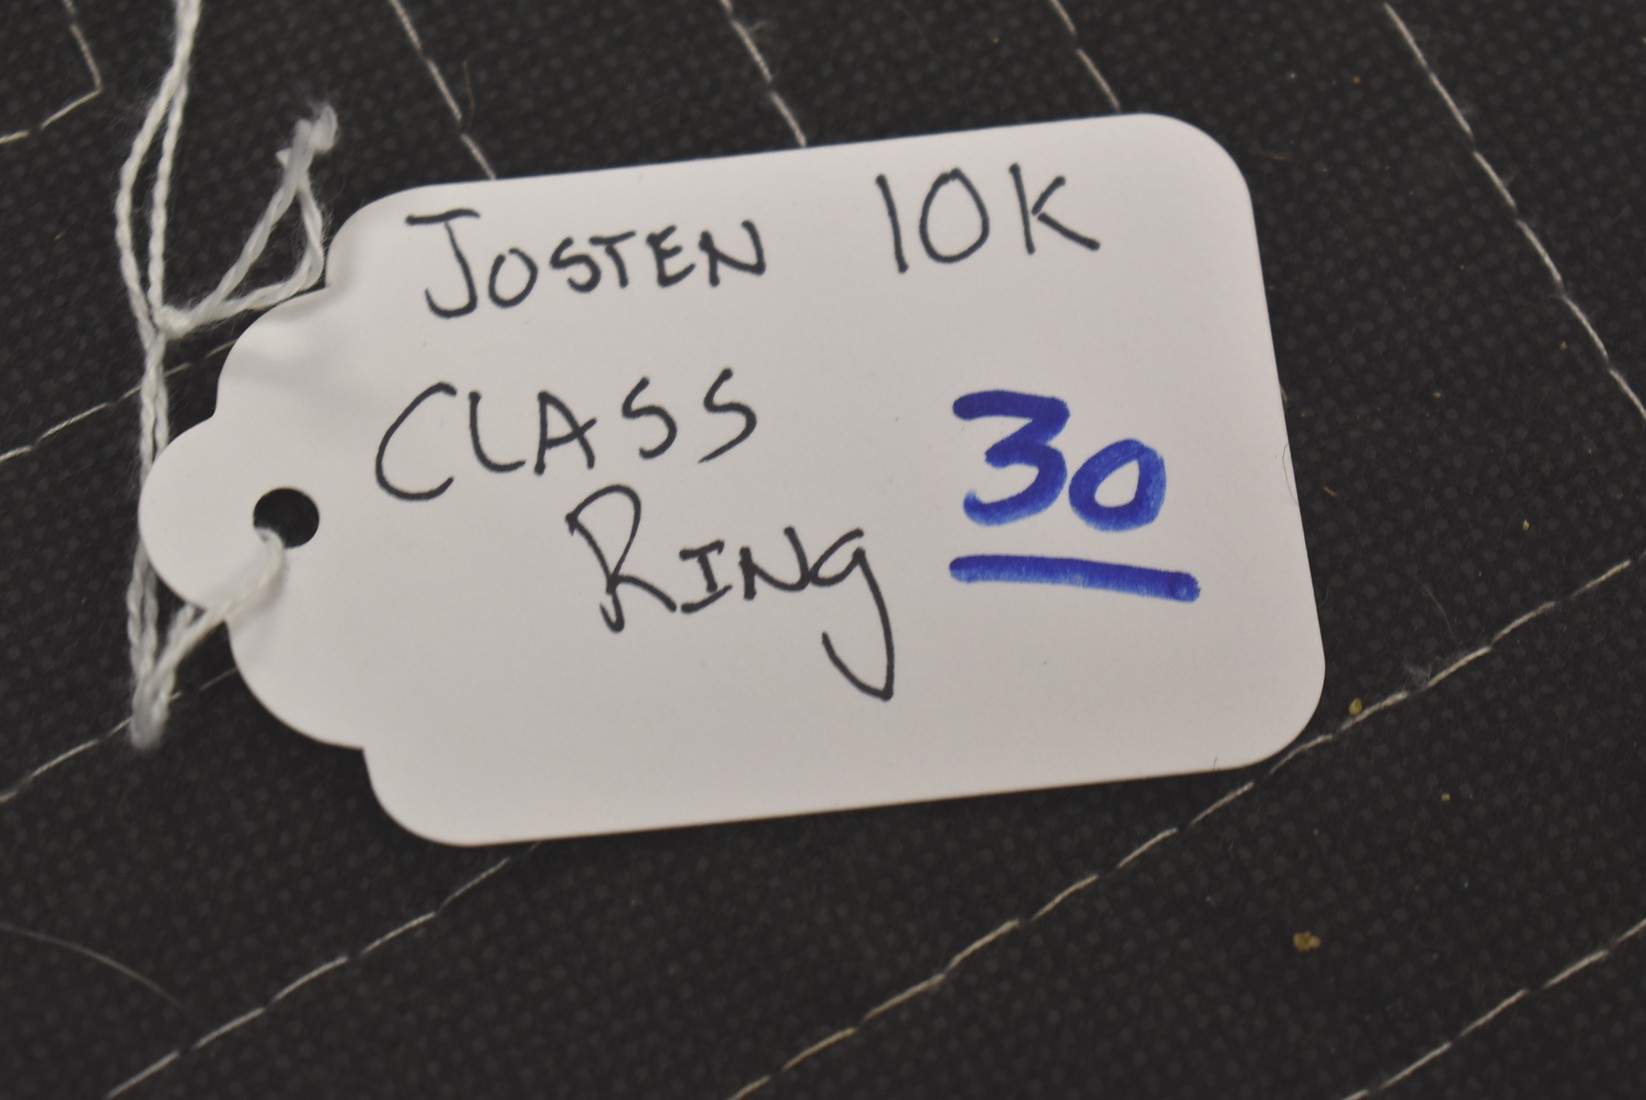 JOSTEN 10K
CLASS
RING
30